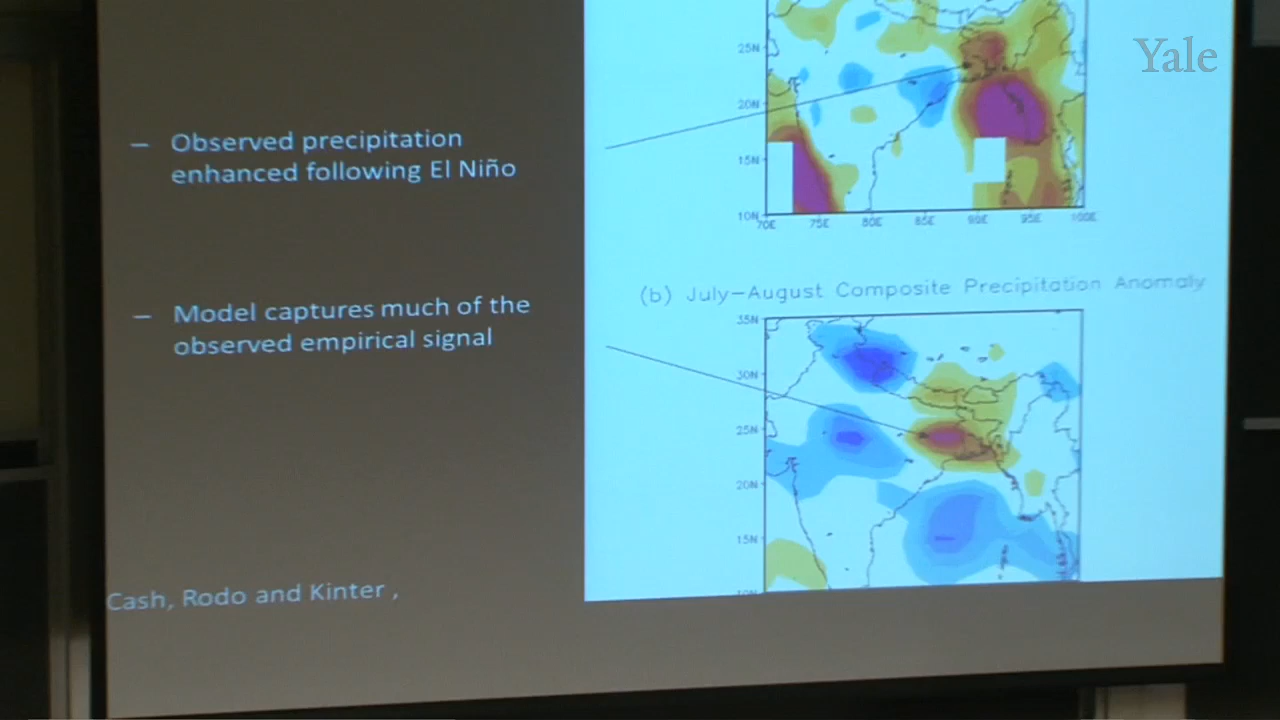 Yale
– Observed precipitation
enhanced following El Niño
– Model captures much of the
observed empirical signal
Cash, Rodo and Kinter ,
25N
20N
15N
10N
70E 75E 80E 85E 90E 95E 100E
(b) July–August Composite Precipitation Anomaly
35N
30N
25N
20N
15N
10N